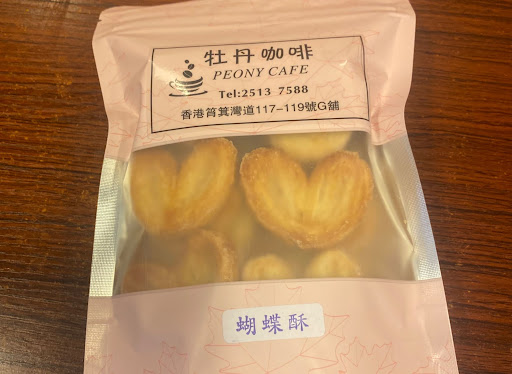 牡丹咖啡
PEONY CAFE
Tel:2513 7588
香港筲箕灣道117-119號G舖
蝴蝶酥